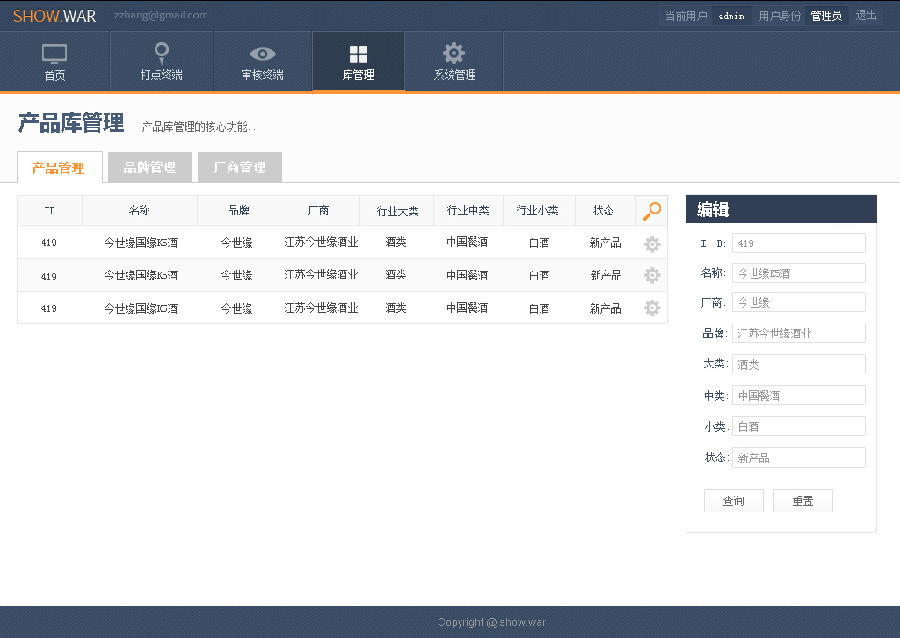 SHOW.WAR zzhang@gmail.com 当前用户 admin 用户身份 管理员 退出
首页 打点终端 审核终端 库管理 系统管理
产品库管理 产品库管理的核心功能..
产品管理 品牌管理 厂商管理
ID 名称 品牌 厂商 行业大类 行业中类 行业小类 状态
419 今世缘国缘K5酒 今世缘 江苏今世缘酒业 酒类 中国餐酒 白酒 新产品
419 今世缘国缘K5酒 今世缘 江苏今世缘酒业 酒类 中国餐酒 白酒 新产品
419 今世缘国缘K5酒 今世缘 江苏今世缘酒业 酒类 中国餐酒 白酒 新产品
编辑
I D: 419
名称: 今世缘K5酒
厂商: 今世缘
品牌: 江苏今世缘酒业
大类: 酒类
中类: 中国餐酒
小类: 白酒
状态: 新产品
查询 重置
Copyright @ show.war